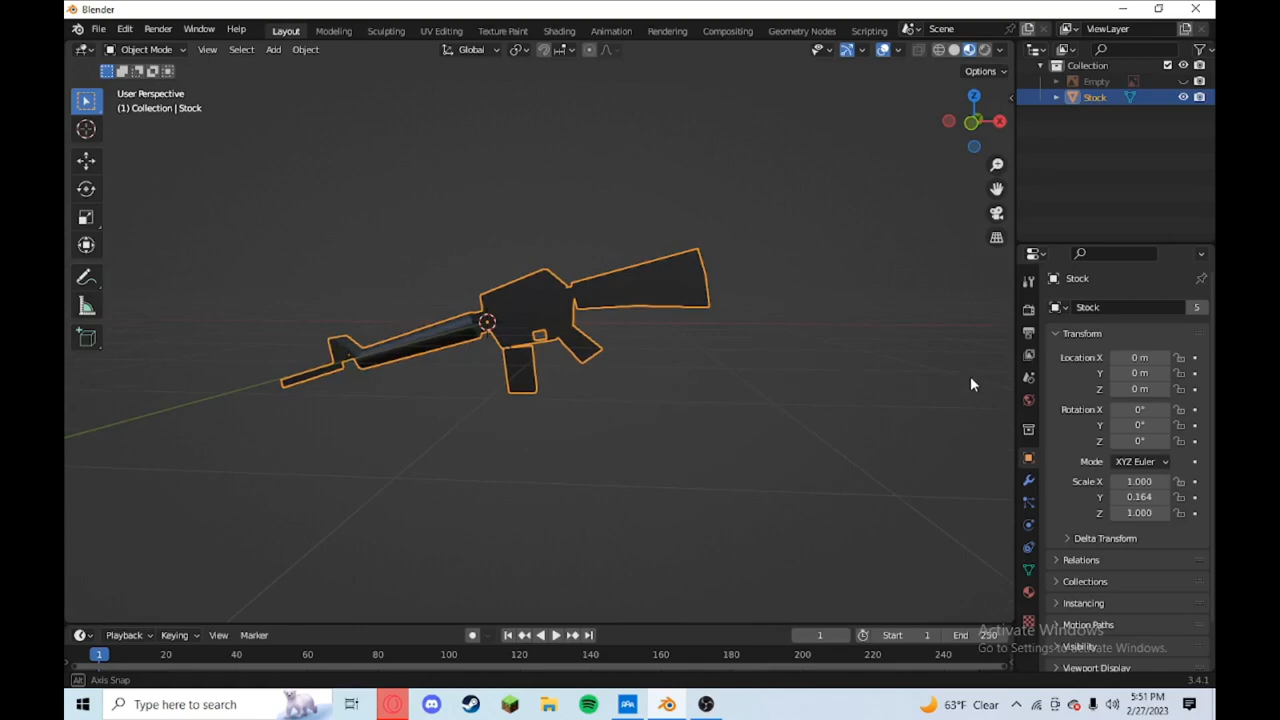 Blender
File Edit Render Window Help Layout Modeling Sculpting UV Editing Texture Paint Shading Animation Rendering Compositing Geometry Nodes Scripting Scene ViewLayer
Object Mode View Select Add Object Global
Options
User Perspective
(1) Collection | Stock
Z
X
Collection
Empty
Stock
Stock
Stock 5
Transform
Location X 0 m
Y 0 m
Z 0 m
Rotation X 0°
Y 0°
Z 0°
Mode XYZ Euler
Scale X 1.000
Y 0.164
Z 1.000
Delta Transform
Relations
Collections
Instancing
Motion Paths
Visibility
Viewport Display
Activate Windows
Go to Settings to activate Windows.
Playback Keying View Marker 1 Start 1 End 250
1 20 40 60 80 100 120 140 160 180 200 220 240
Alt Axis Snap 3.4.1
Type here to search
63°F Clear
5:51 PM
2/27/2023